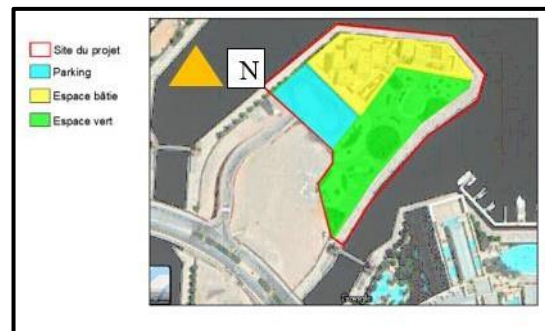 Site du projet
Parking
Espace bâtie
Espace vert
N
Google